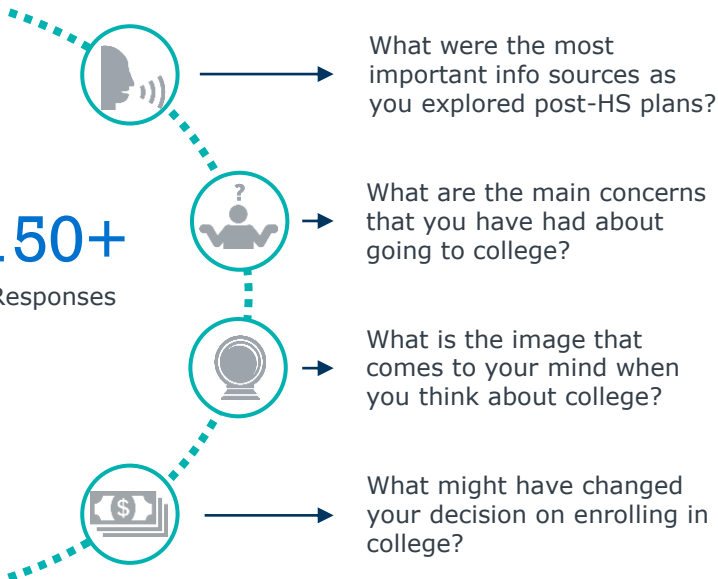 What were the most
important info sources as
you explored post-HS plans?
What are the main concerns
that you have had about
going to college?
50+
Responses
What is the image that
comes to your mind when
you think about college?
What might have changed
your decision on enrolling in
college?